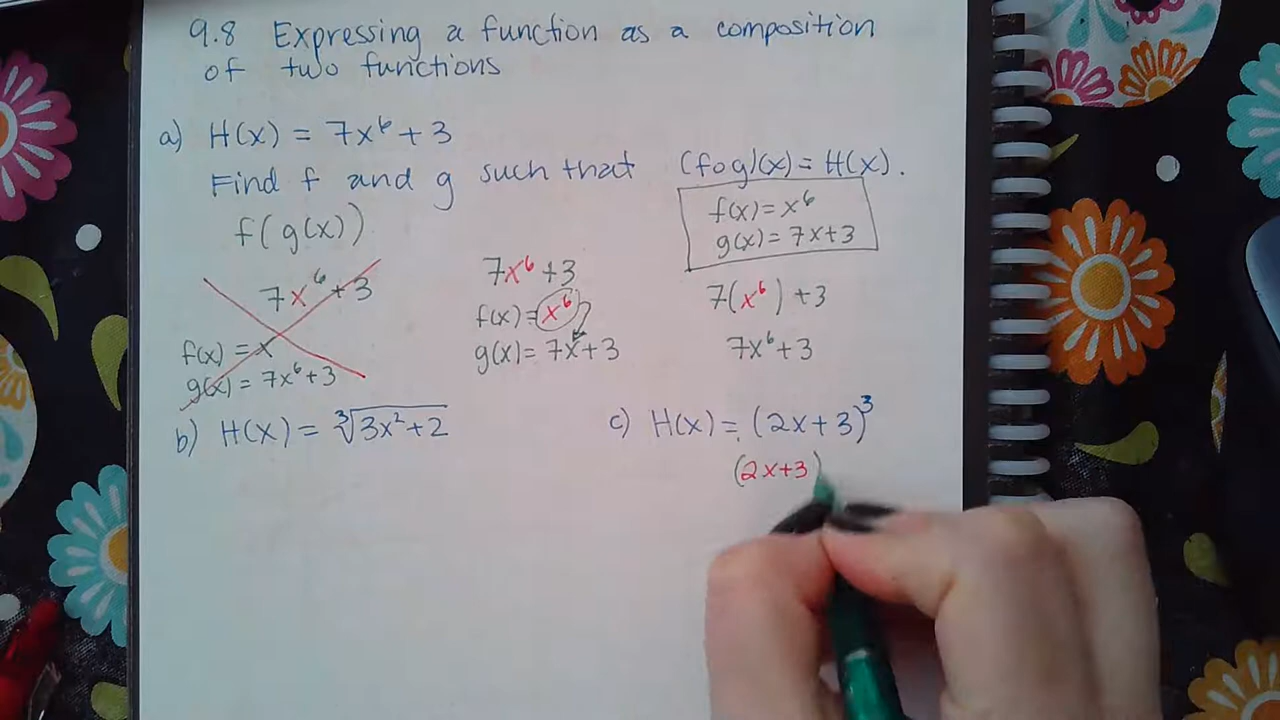 9.8 Expressing a function as a composition
of two functions
a) H(x) = 7x⁶ + 3
Find f and g such that (fog)(x) = H(x).
f(g(x))
f(x) = x⁶
g(x) = 7x+3
7x⁶ + 3
f(x) = x
g(x) = 7x⁶+3
7x⁶ + 3
f(x) = x⁶
g(x) = 7x+3
7(x⁶) + 3
7x⁶+3
b) H(x) = ∛3x²+2
c) H(x) = (2x+3)³
(2x+3)